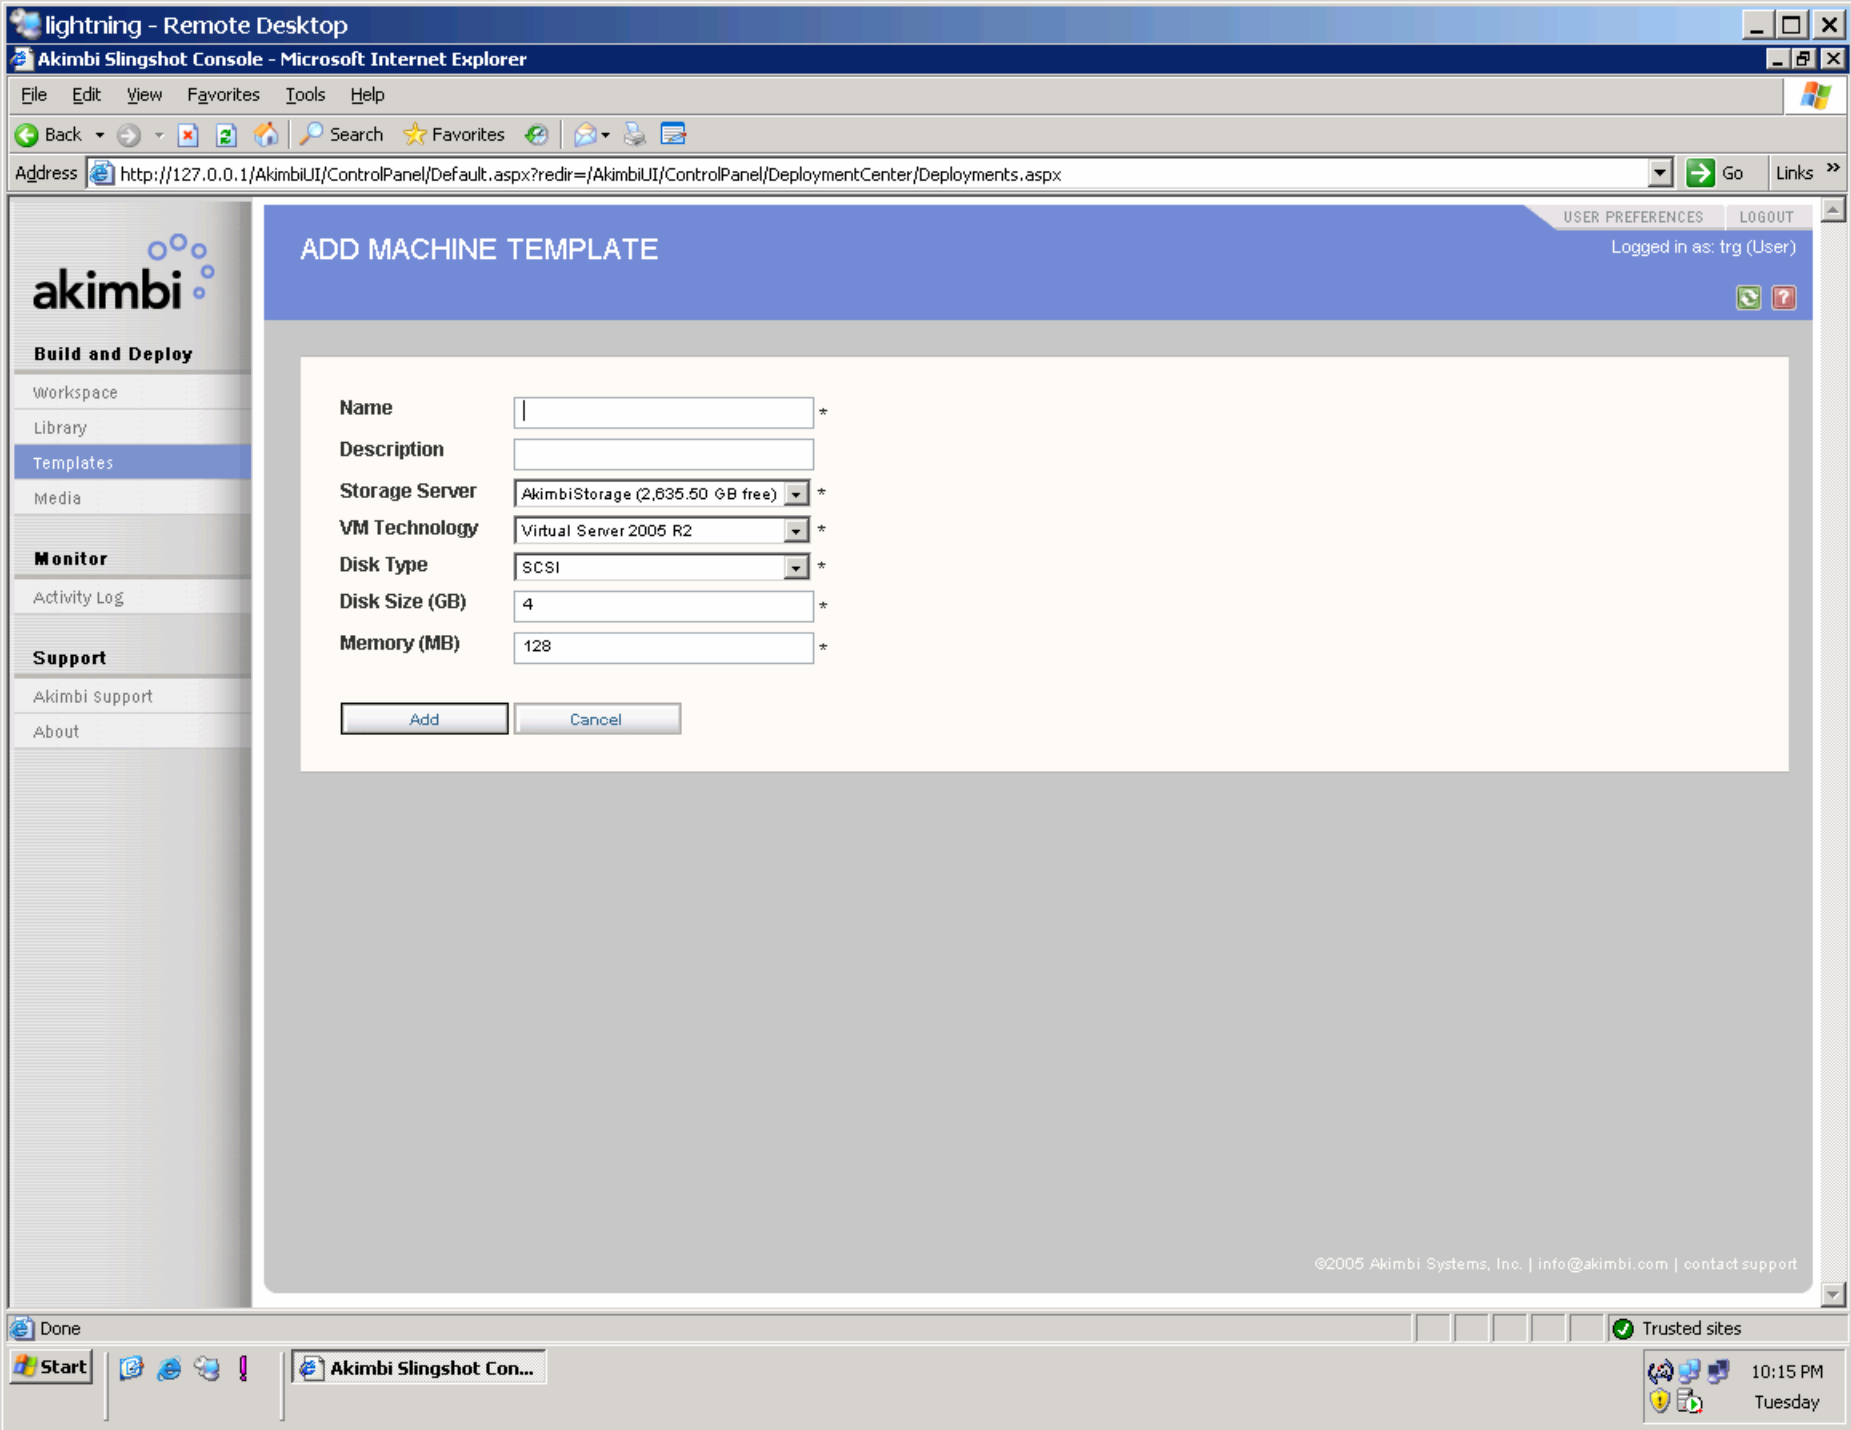 lightning - Remote Desktop
Akimbi Slingshot Console - Microsoft Internet Explorer
File Edit View Favorites Tools Help
Back Search Favorites
Address http://127.0.0.1/AkimbiUI/ControlPanel/Default.aspx?redir=/AkimbiUI/ControlPanel/DeploymentCenter/Deployments.aspx Go Links »
USER PREFERENCES LOGOUT
ADD MACHINE TEMPLATE
Logged in as: trg (User)
?
akimbi
Build and Deploy
Workspace
Library
Templates
Media
Monitor
Activity Log
Support
Akimbi Support
About
Name *
Description
Storage Server AkimbiStorage (2,635.50 GB free) *
VM Technology Virtual Server 2005 R2 *
Disk Type SCSI *
Disk Size (GB) 4 *
Memory (MB) 128 *
Add Cancel
©2005 Akimbi Systems, Inc. | info@akimbi.com | contact support
Done Trusted sites
Start Akimbi Slingshot Con... 10:15 PM
Tuesday